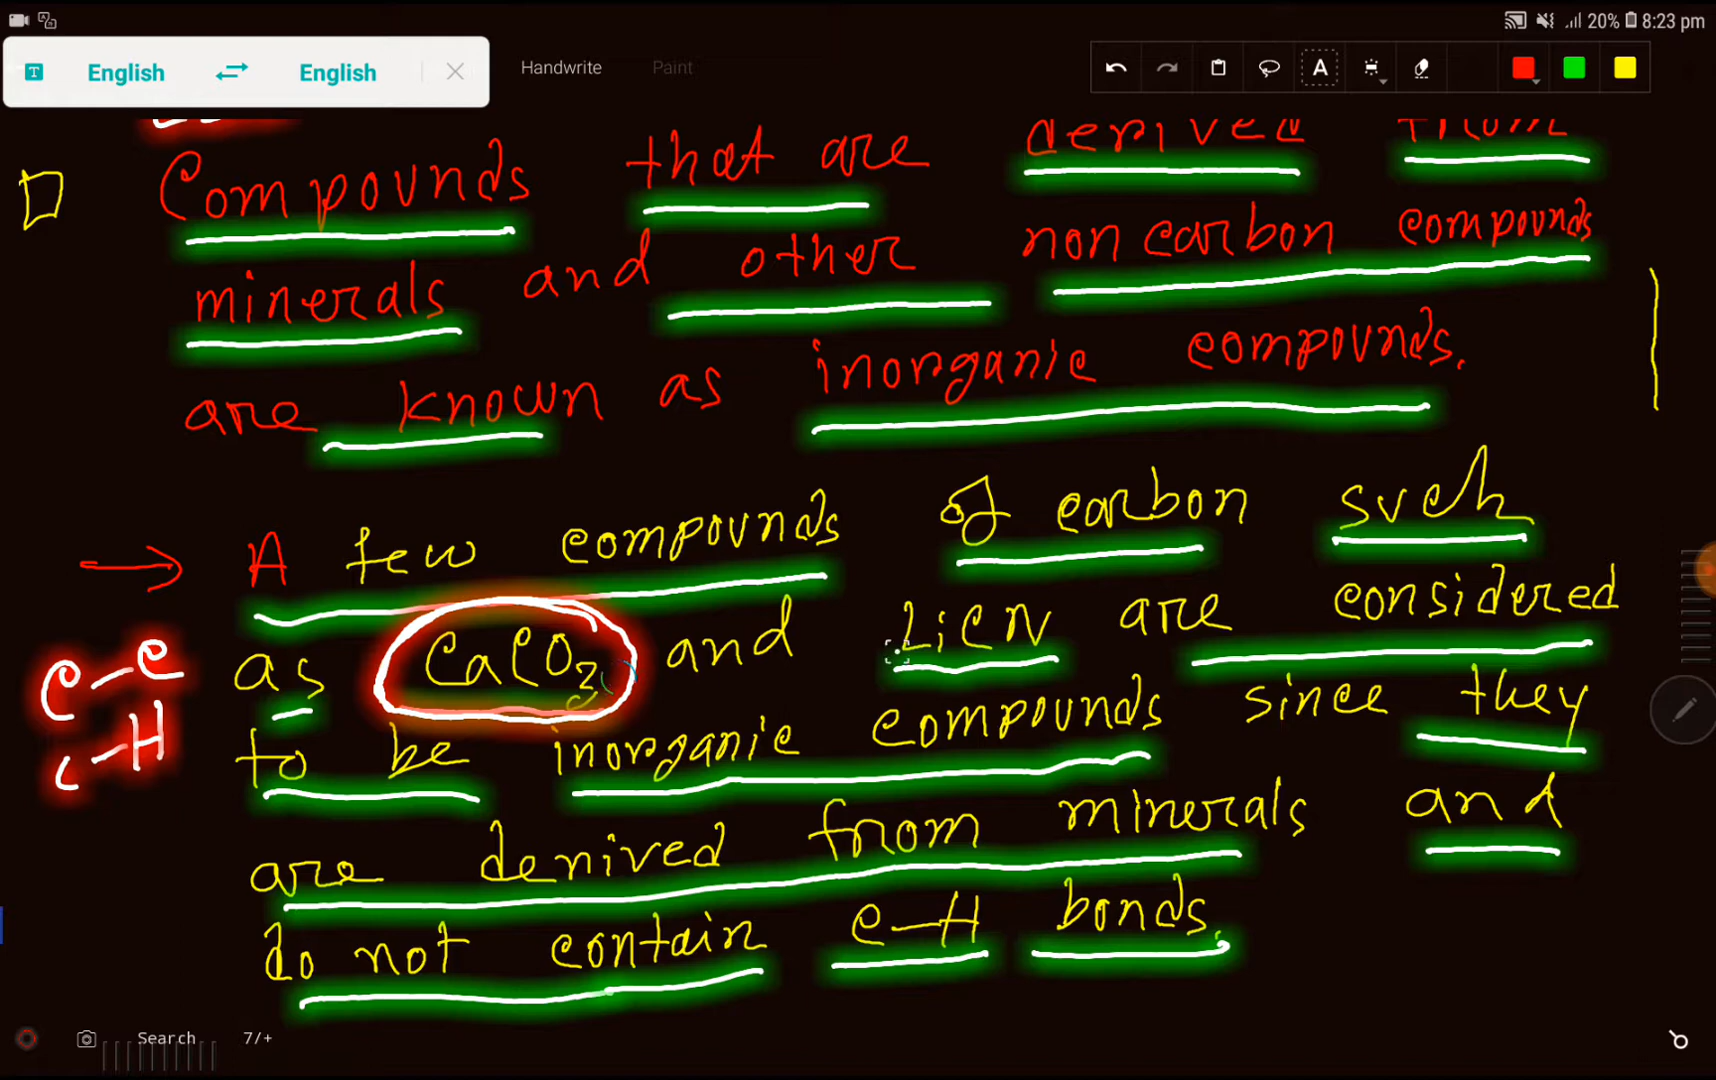 20% 8:23 pm
English English Handwrite Paint A
Compounds that are derived from
minerals and other non carbon compounds
are known as inorganic compounds.
→ A few compounds of carbon such
as CaCO3 and LiCN are considered
C-C
to be inorganic compounds since they
C-H
are derived from minerals and
do not contain C-H bonds.
Search 7/+